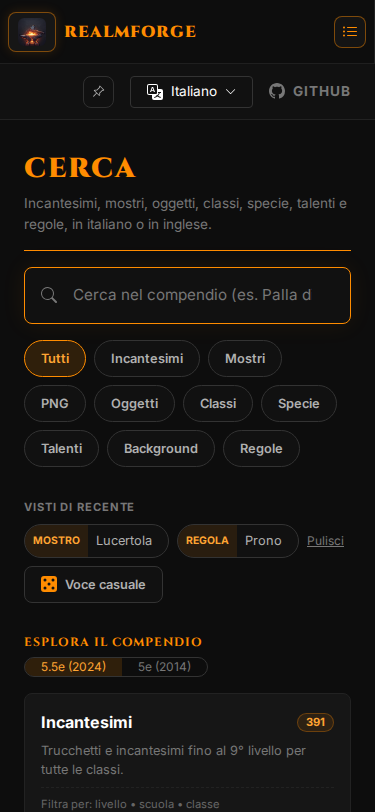 REALMFORGE
Italiano
GITHUB
CERCA
Incantesimi, mostri, oggetti, classi, specie, talenti e
regole, in italiano o in inglese.
Cerca nel compendio (es. Palla d
Tutti
Incantesimi
Mostri
PNG
Oggetti
Classi
Specie
Talenti
Background
Regole
VISTI DI RECENTE
MOSTRO Lucertola
REGOLA Prono
Pulisci
Voce casuale
ESPLORA IL COMPENDIO
5.5e (2024)
5e (2014)
Incantesimi
391
Trucchetti e incantesimi fino al 9° livello per
tutte le classi.
Filtra per: livello • scuola • classe